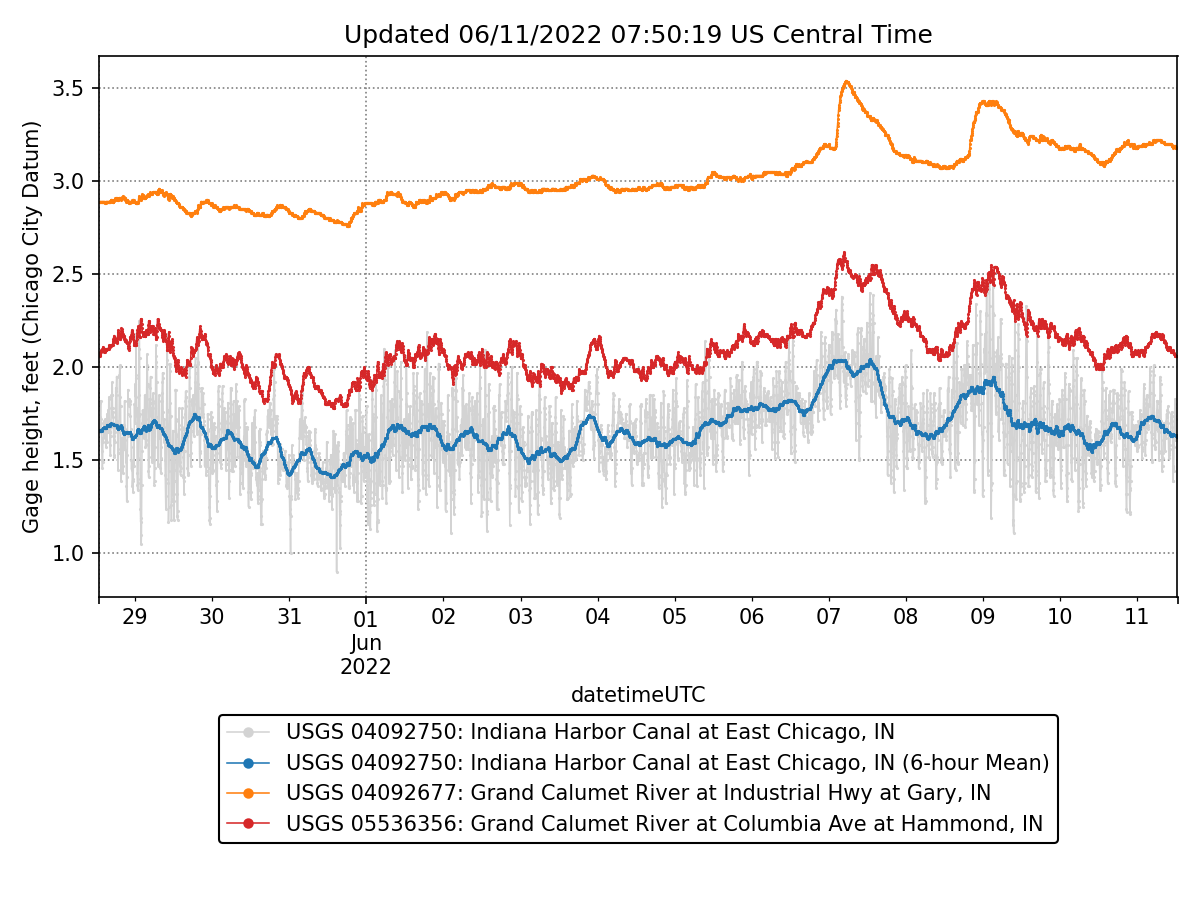 Updated 06/11/2022 07:50:19 US Central Time
Gage height, feet (Chicago City Datum)
3.5
3.0
2.5
2.0
1.5
1.0
29 30 31 01 02 03 04 05 06 07 08 09 10 11
Jun
2022
datetimeUTC
USGS 04092750: Indiana Harbor Canal at East Chicago, IN
USGS 04092750: Indiana Harbor Canal at East Chicago, IN (6-hour Mean)
USGS 04092677: Grand Calumet River at Industrial Hwy at Gary, IN
USGS 05536356: Grand Calumet River at Columbia Ave at Hammond, IN